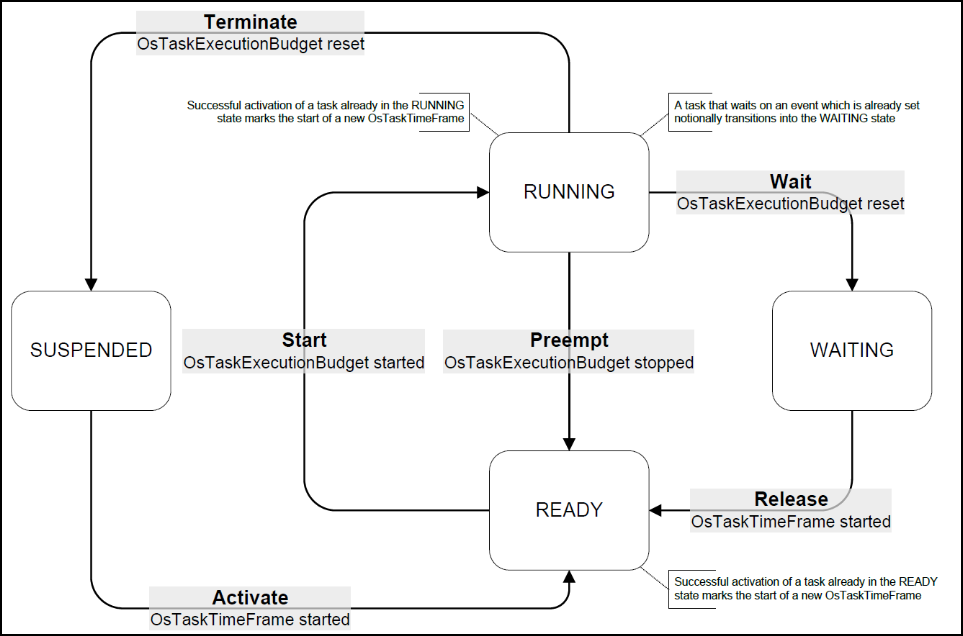 Terminate
OsTaskExecutionBudget reset
Successful activation of a task already in the RUNNING
state marks the start of a new OsTaskTimeFrame
A task that waits on an event which is already set
notionally transitions into the WAITING state
RUNNING
Wait
OsTaskExecutionBudget reset
SUSPENDED
Start
OsTaskExecutionBudget started
Preempt
OsTaskExecutionBudget stopped
WAITING
READY
Release
OsTaskTimeFrame started
Successful activation of a task already in the READY
state marks the start of a new OsTaskTimeFrame
Activate
OsTaskTimeFrame started